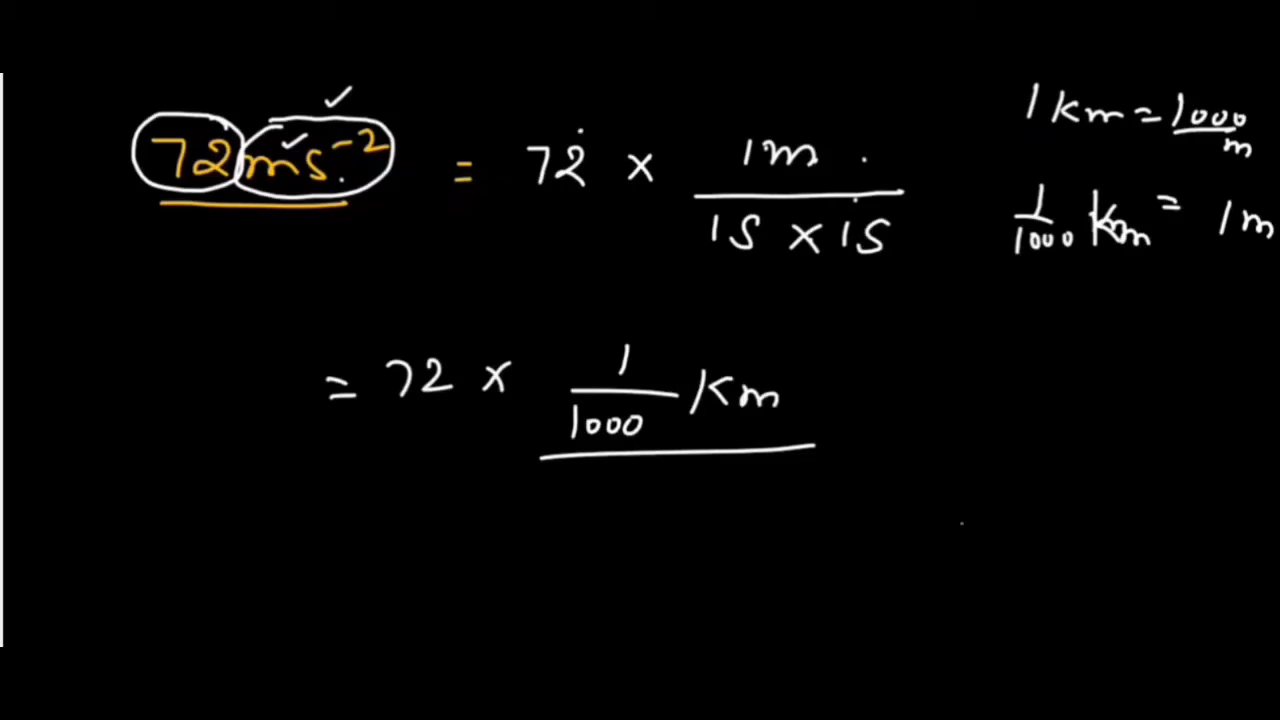 72 ms⁻² = 72 × 1m / 1s × 1s
1 km = 1000 m
1/1000 km = 1m
= 72 × 1/1000 km